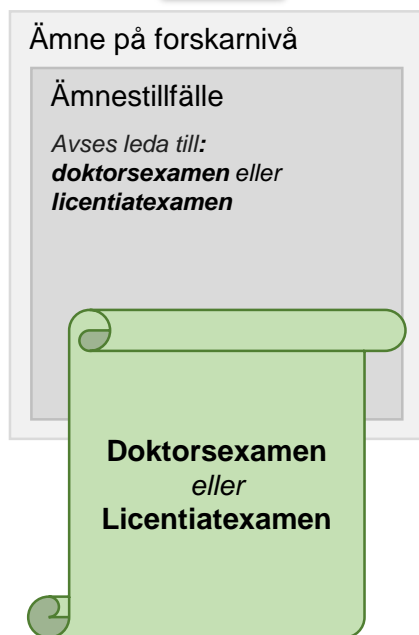 Ämne på forskarnivå
Ämnestillfälle
Avses leda till:
doktorsexamen eller
licentiatexamen
Doktorsexamen
eller
Licentiatexamen